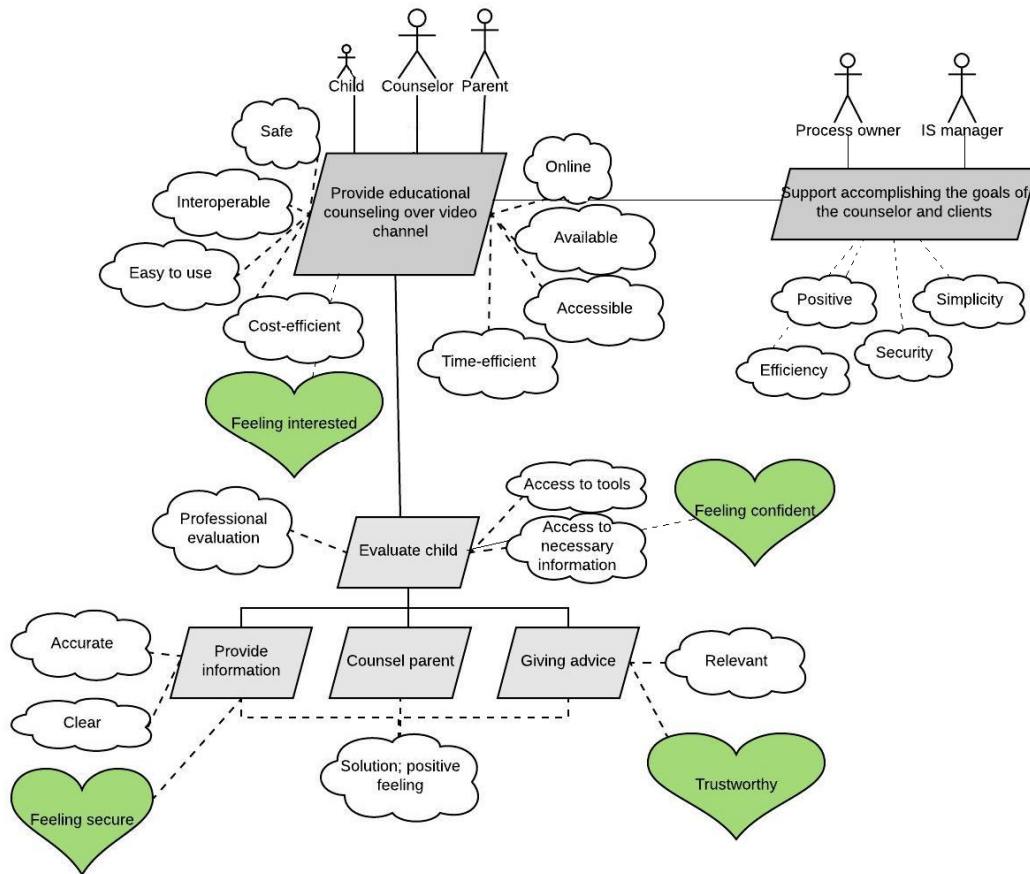 Child
Counselor
Parent
Process owner
IS manager
Safe
Interoperable
Easy to use
Cost-efficient
Provide educational
counseling over video
channel
Online
Available
Accessible
Time-efficient
Support accomplishing the goals of
the counselor and clients
Positive
Simplicity
Efficiency
Security
Feeling interested
Professional
evaluation
Evaluate child
Access to tools
Access to
necessary
information
Feeling confident
Accurate
Clear
Provide
information
Counsel parent
Giving advice
Relevant
Feeling secure
Solution; positive
feeling
Trustworthy